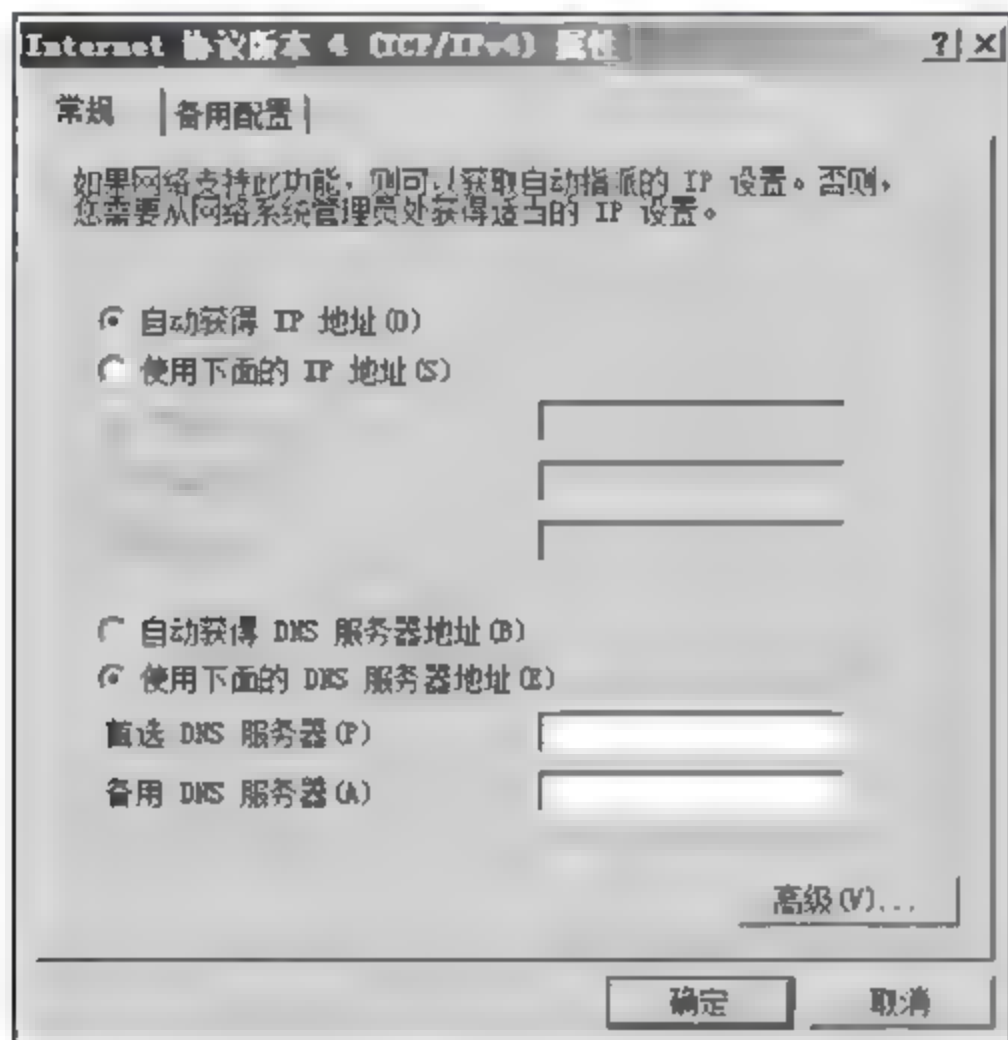 Internet 协议版本 4 (TCP/IPv4) 属性
常规 备用配置
如果网络支持此功能，则可以获取自动指派的 IP 设置。否则，
您需要从网络系统管理员处获得适当的 IP 设置。
自动获得 IP 地址(O)
使用下面的 IP 地址(S)
自动获得 DNS 服务器地址(B)
使用下面的 DNS 服务器地址(E)
首选 DNS 服务器(P)
备用 DNS 服务器(A)
高级(V)...
确定 取消